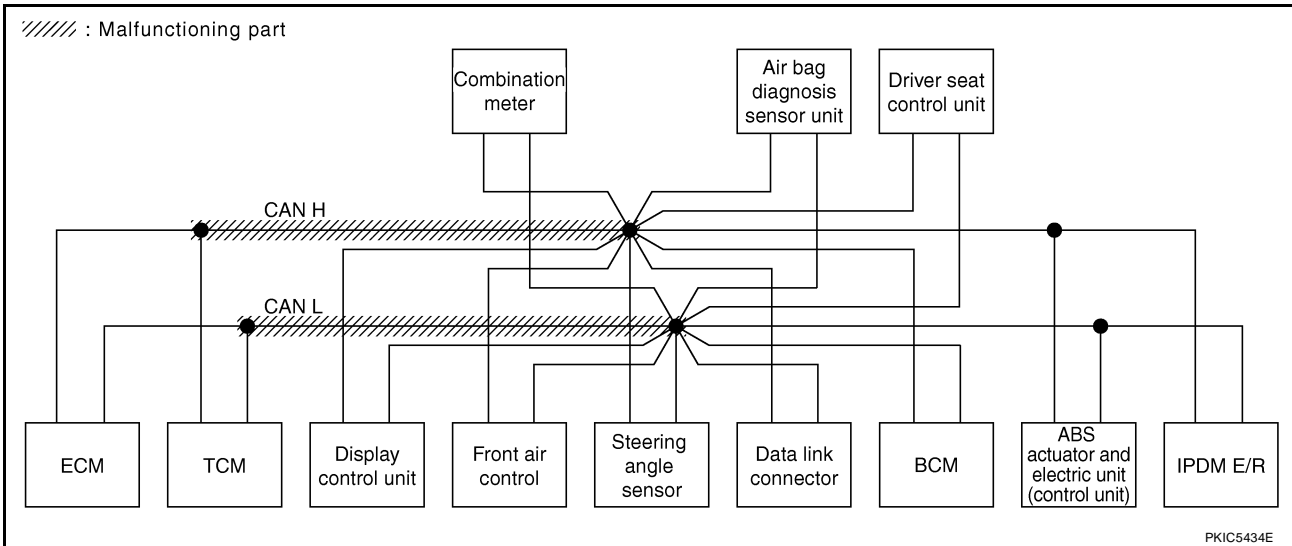 : Malfunctioning part
Combination
meter
Air bag
diagnosis
sensor unit
Driver seat
control unit
CAN H
CAN L
ECM
TCM
Display
control unit
Front air
control
Steering
angle
sensor
Data link
connector
BCM
ABS
actuator and
electric unit
(control unit)
IPDM E/R
PKIC5434E